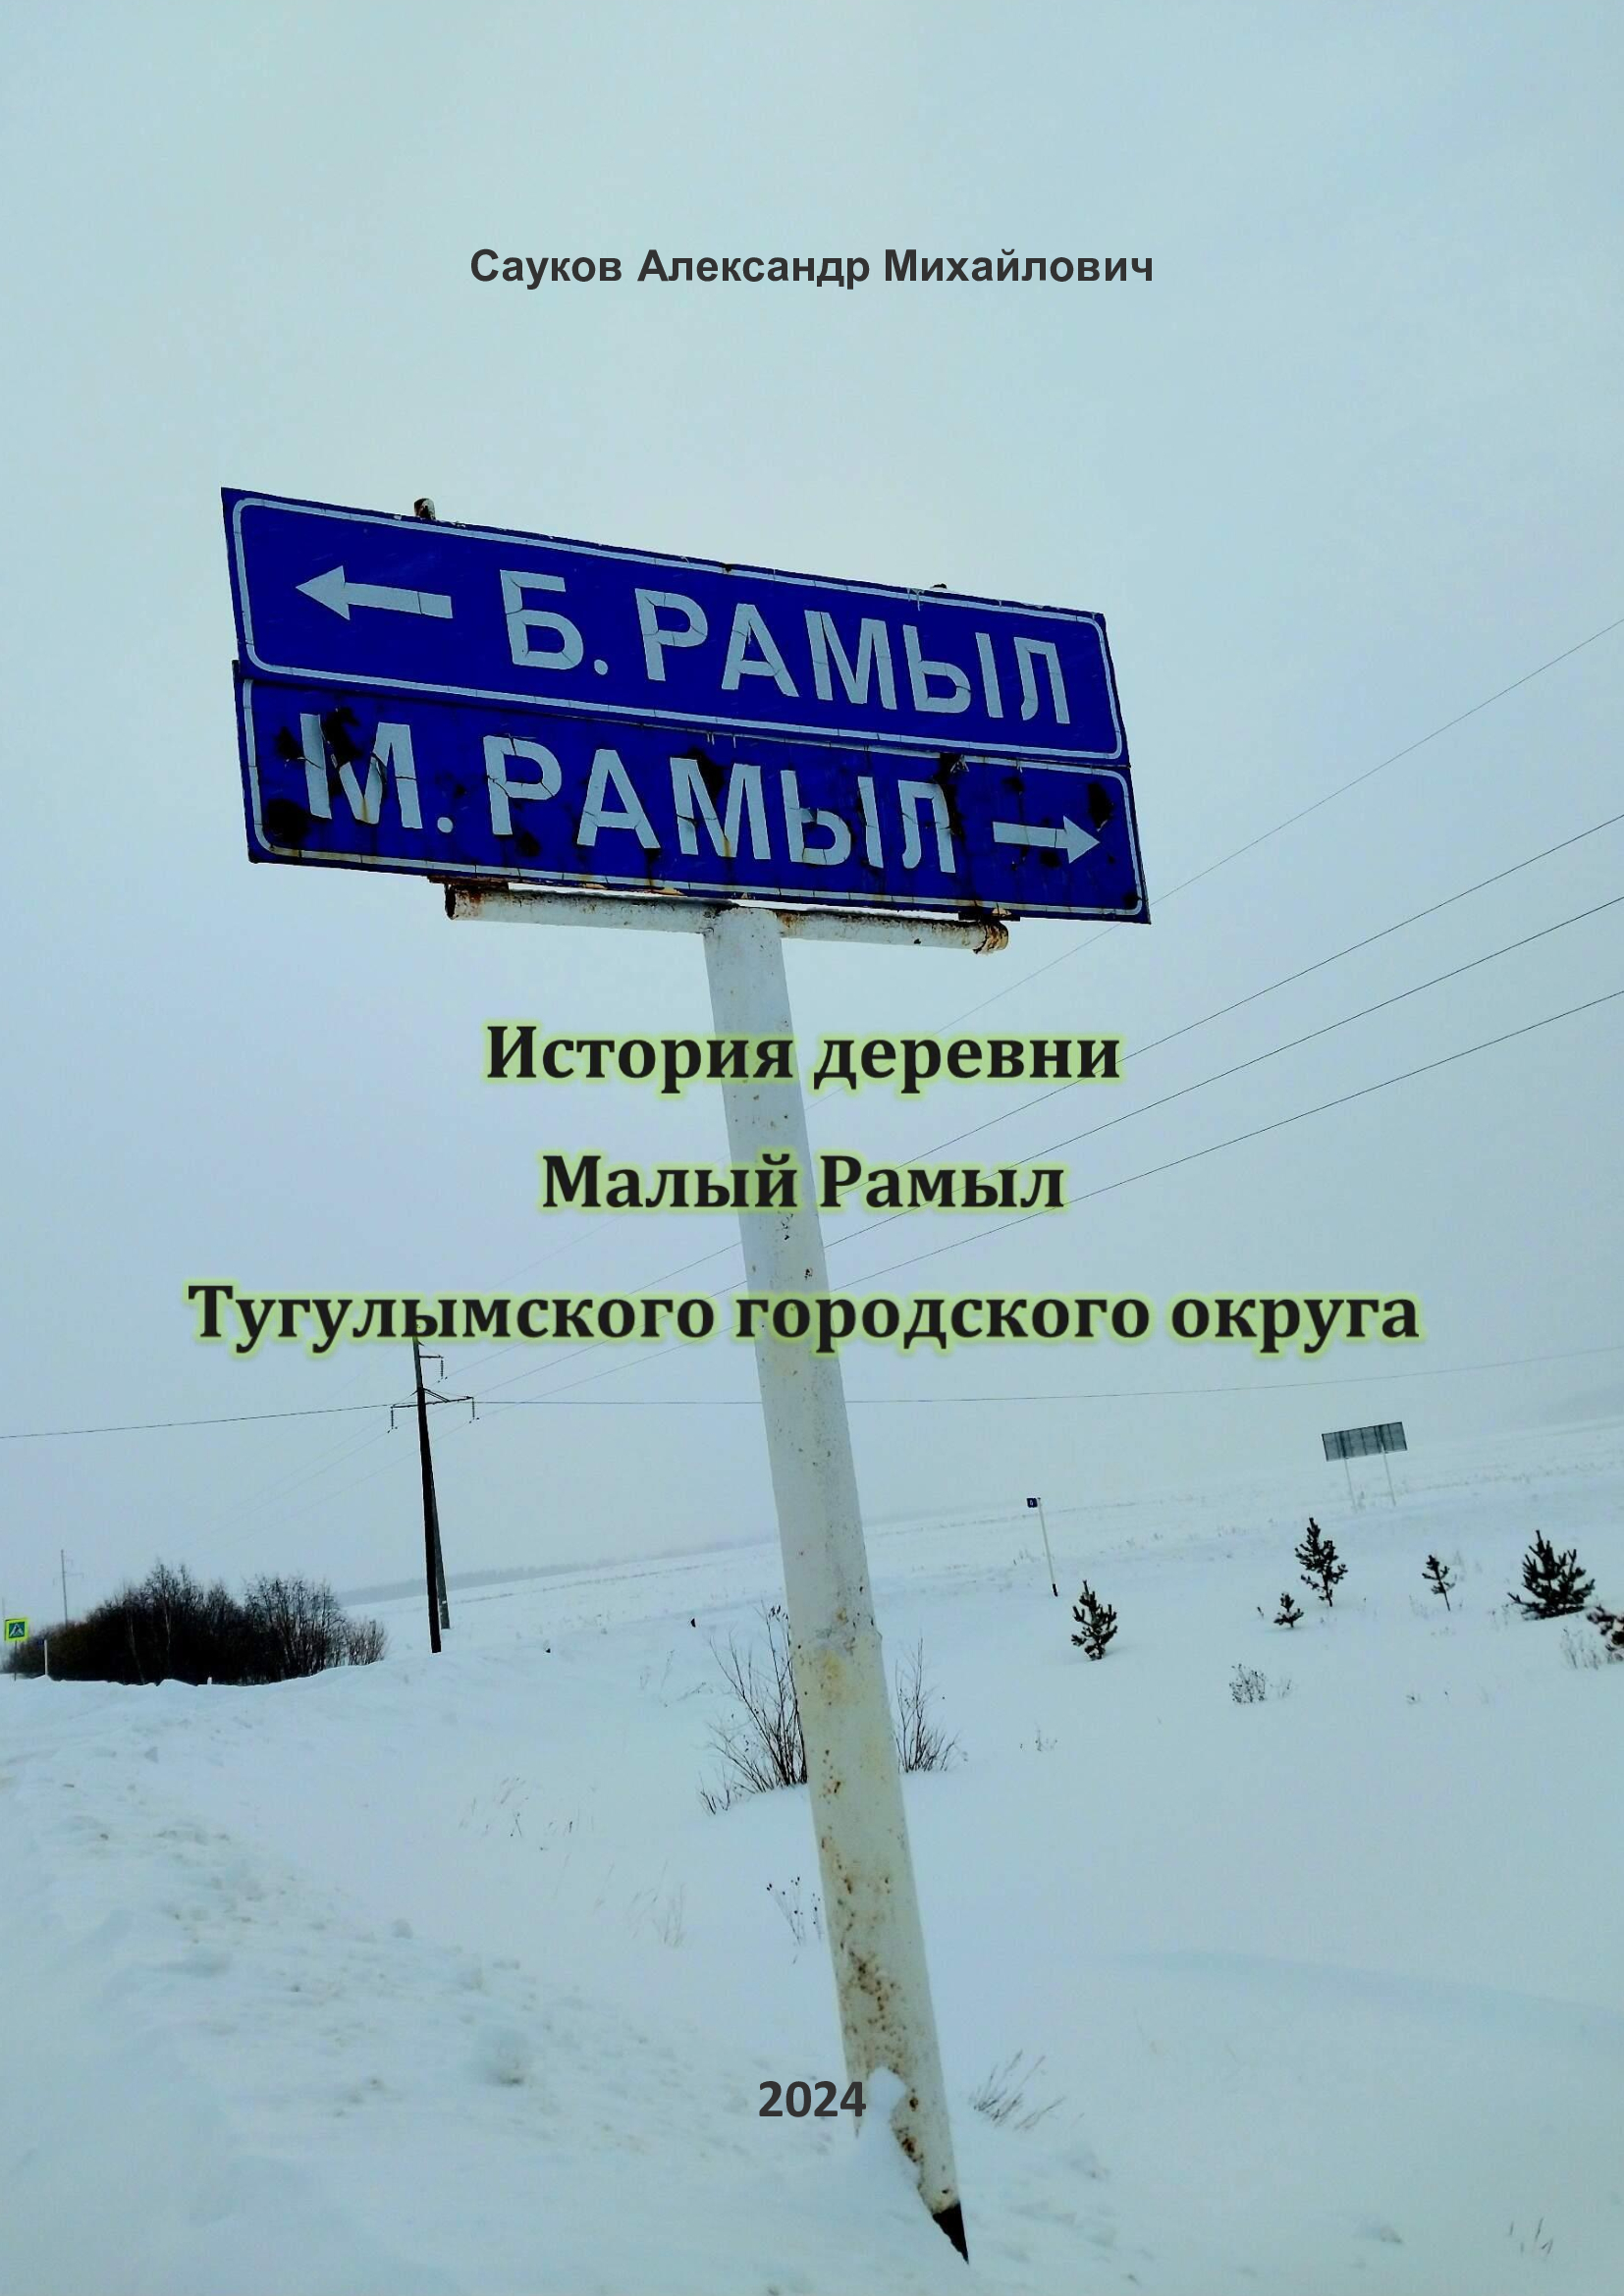 Сауков Александр Михайлович
← Б. РАМЫЛ
М. РАМЫЛ →
История деревни
Малый Рамыл
Тугулымского городского округа
2024